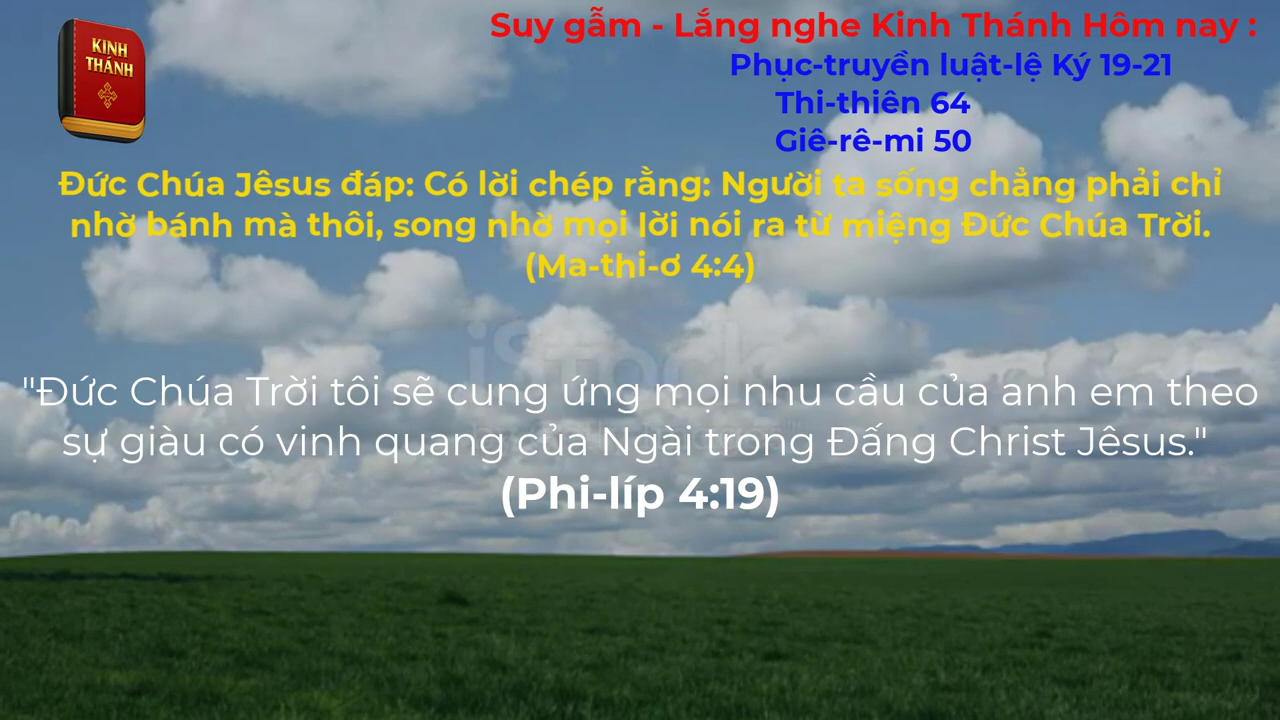 KINH
THÁNH
Suy gẫm - Lắng nghe Kinh Thánh Hôm nay :
Phục-truyền luật-lệ Ký 19-21
Thi-thiên 64
Giê-rê-mi 50
Đức Chúa Jêsus đáp: Có lời chép rằng: Người ta sống chẳng phải chỉ
nhờ bánh mà thôi, song nhờ mọi lời nói ra từ miệng Đức Chúa Trời.
(Ma-thi-ơ 4:4)
iStock
"Đức Chúa Trời tôi sẽ cung ứng mọi nhu cầu của anh em theo
sự giàu có vinh quang của Ngài trong Đấng Christ Jêsus."
(Phi-líp 4:19)